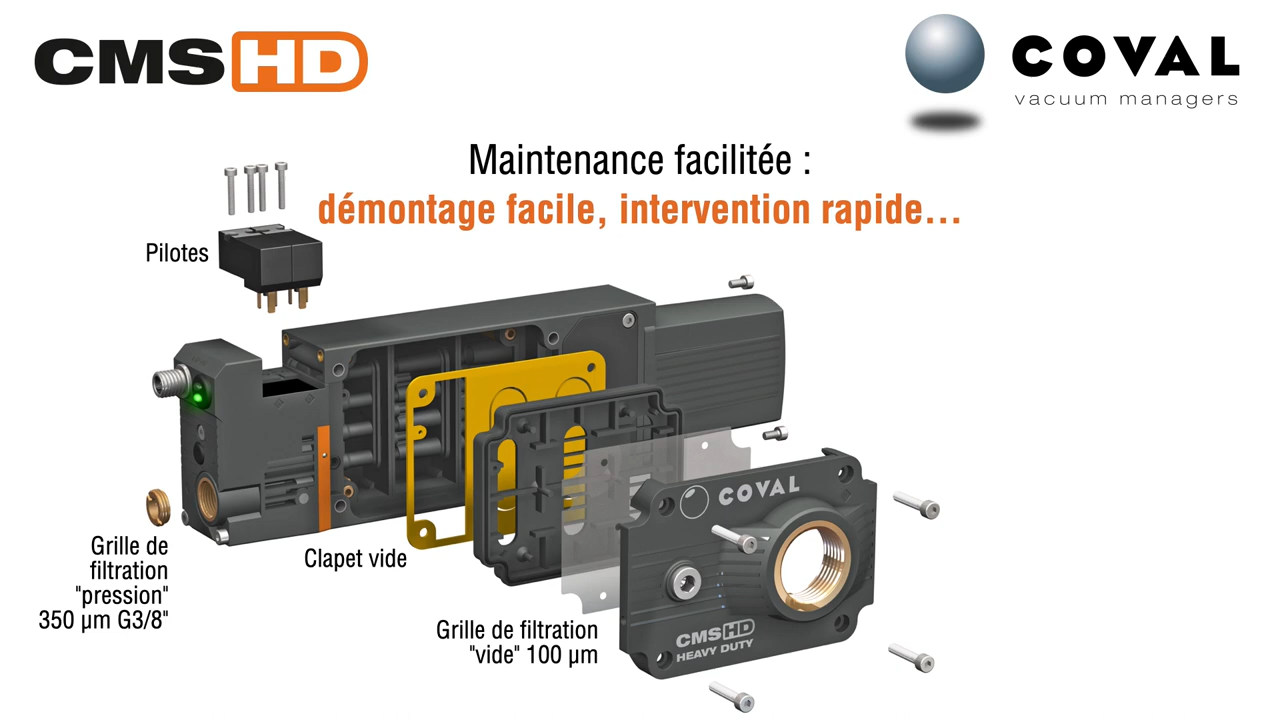 CMSHD
COVAL
vacuum managers
Maintenance facilitée :
démontage facile, intervention rapide...
Pilotes
Grille de
filtration
"pression"
350 µm G3/8"
Clapet vide
Grille de filtration
"vide" 100 µm
COVAL
CMSHD
HEAVY DUTY